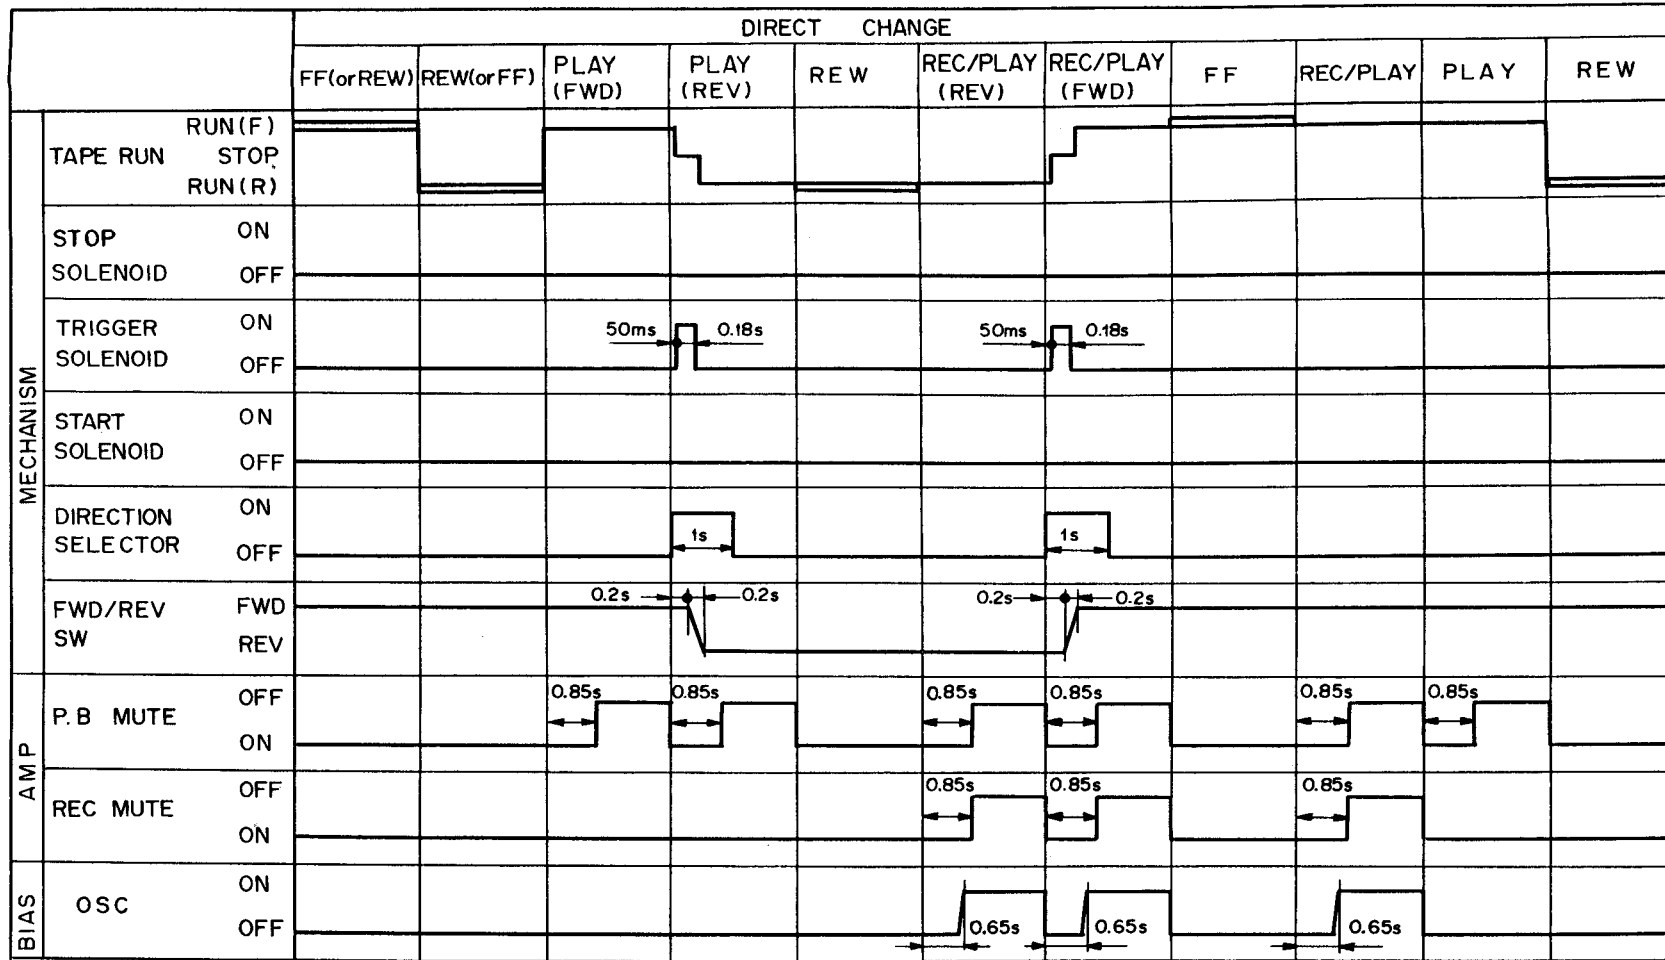 DIRECT CHANGE
FF(or REW) REW(or FF) PLAY (FWD) PLAY (REV) REW REC/PLAY (REV) REC/PLAY (FWD) FF REC/PLAY PLAY REW
MECHANISM
TAPE RUN
RUN(F)
STOP
RUN(R)
STOP SOLENOID
ON
OFF
TRIGGER SOLENOID
ON
OFF
50ms 0.18s 50ms 0.18s
START SOLENOID
ON
OFF
DIRECTION SELECTOR
ON
OFF
1s 1s
FWD/REV SW
FWD
REV
0.2s 0.2s 0.2s 0.2s
AMP
P.B MUTE
OFF
ON
0.85s 0.85s 0.85s 0.85s 0.85s 0.85s
REC MUTE
OFF
ON
0.85s 0.85s 0.85s
BIAS
OSC
ON
OFF
0.65s 0.65s 0.65s